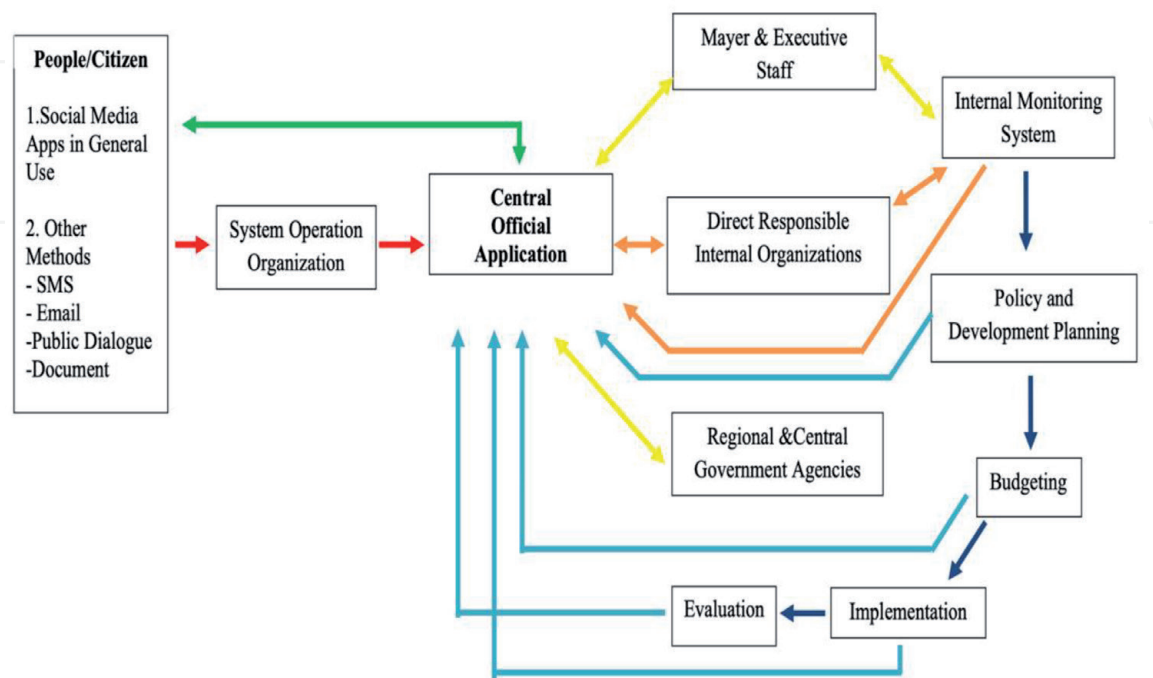 People/Citizen
1.Social Media
Apps in General
Use
2. Other
Methods
- SMS
- Email
-Public Dialogue
-Document
System Operation
Organization
Central
Official
Application
Mayer & Executive
Staff
Direct Responsible
Internal Organizations
Regional &Central
Government Agencies
Internal Monitoring
System
Policy and
Development Planning
Budgeting
Implementation
Evaluation